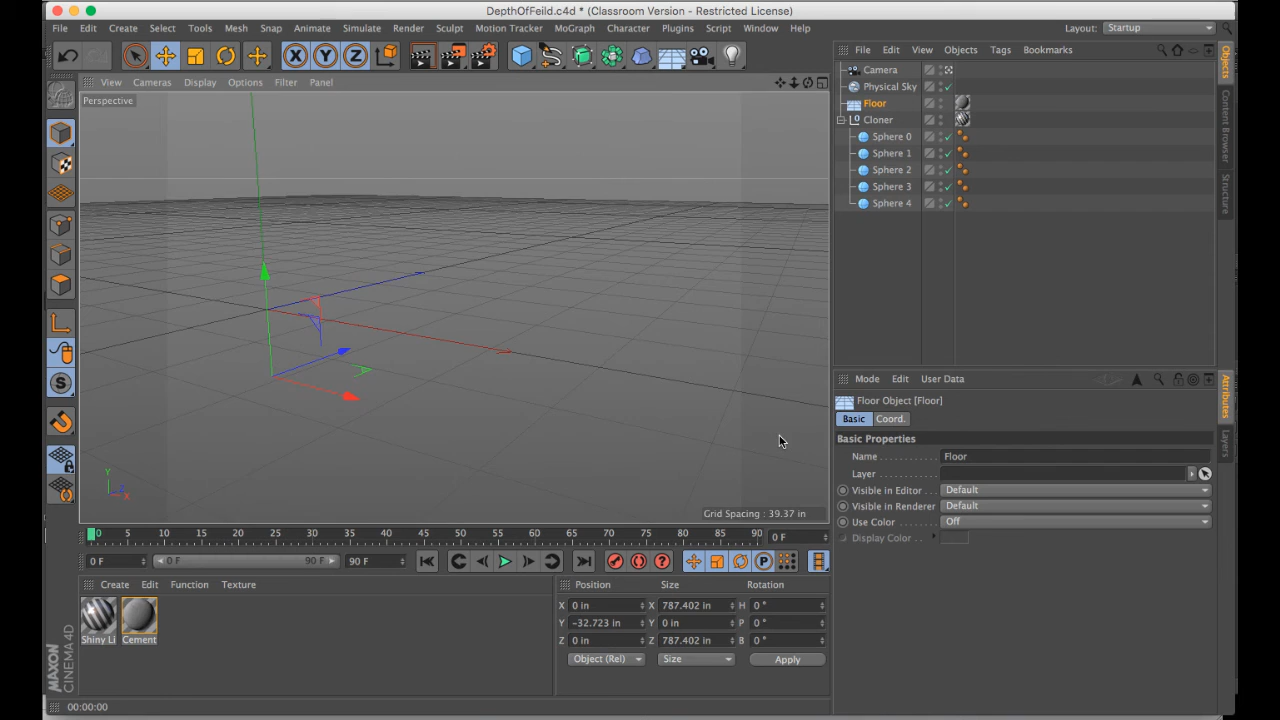 DepthOfFeild.c4d * (Classroom Version - Restricted License)
File Edit Create Select Tools Mesh Snap Animate Simulate Render Sculpt Motion Tracker MoGraph Character Plugins Script Window Help
Layout: Startup
X Y Z
View Cameras Display Options Filter Panel
Perspective
Y
Z
X
Grid Spacing : 39.37 in
S
File Edit View Objects Tags Bookmarks
Camera
Physical Sky
Floor
Cloner
Sphere 0
Sphere 1
Sphere 2
Sphere 3
Sphere 4
Objects
Content Browser
Structure
Mode Edit User Data
Floor Object [Floor]
Basic Coord.
Basic Properties
Name Floor
Layer
Visible in Editor Default
Visible in Renderer Default
Use Color Off
Display Color
Attributes
Layers
0 5 10 15 20 25 30 35 40 45 50 55 60 65 70 75 80 85 90 0 F
0 F 0 F 90 F 90 F
P
Create Edit Function Texture
Shiny Li Cement
Position Size Rotation
X 0 in X 787.402 in H 0 °
Y -32.723 in Y 0 in P 0 °
Z 0 in Z 787.402 in B 0 °
Object (Rel) Size Apply
MAXON
CINEMA 4D
00:00:00